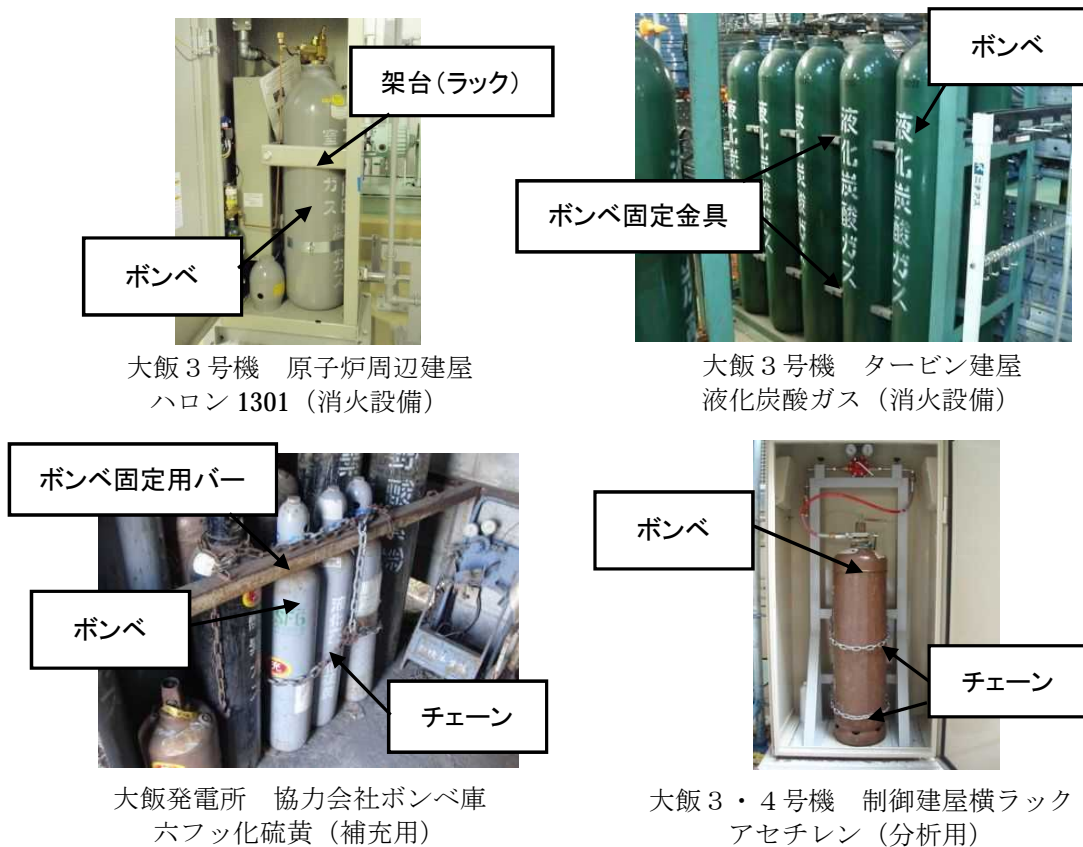 架台(ラック)
ボンベ
大飯3号機 原子炉周辺建屋
ハロン 1301(消火設備)
ボンベ
ボンベ固定金具
液化炭酸ガス
液化炭酸ガス
大飯3号機 タービン建屋
液化炭酸ガス(消火設備)
ボンベ固定用バー
ボンベ
チェーン
大飯発電所 協力会社ボンベ庫
六フッ化硫黄(補充用)
ボンベ
チェーン
大飯3・4号機 制御建屋横ラック
アセチレン(分析用)